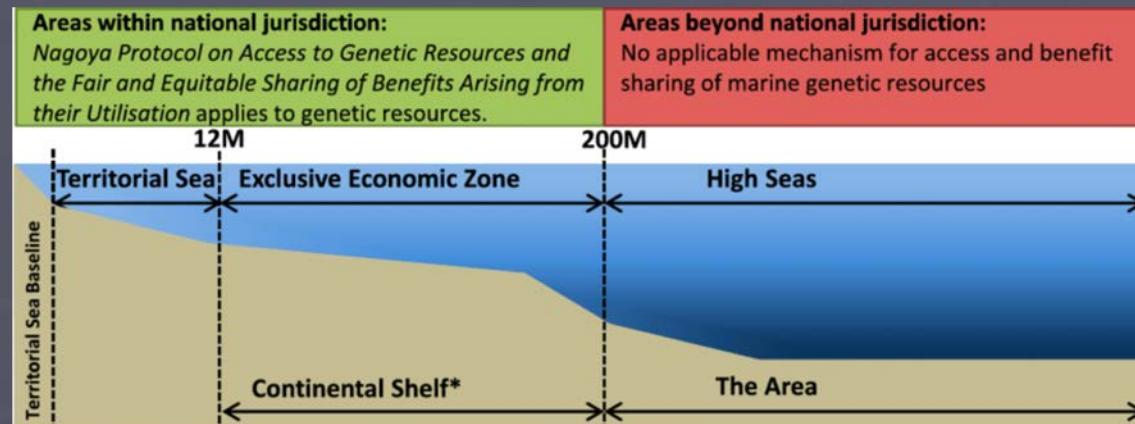 Areas within national jurisdiction:
Nagoya Protocol on Access to Genetic Resources and
the Fair and Equitable Sharing of Benefits Arising from
their Utilisation applies to genetic resources.
Areas beyond national jurisdiction:
No applicable mechanism for access and benefit
sharing of marine genetic resources
12M
200M
Territorial Sea
Exclusive Economic Zone
High Seas
Territorial Sea Baseline
Continental Shelf*
The Area